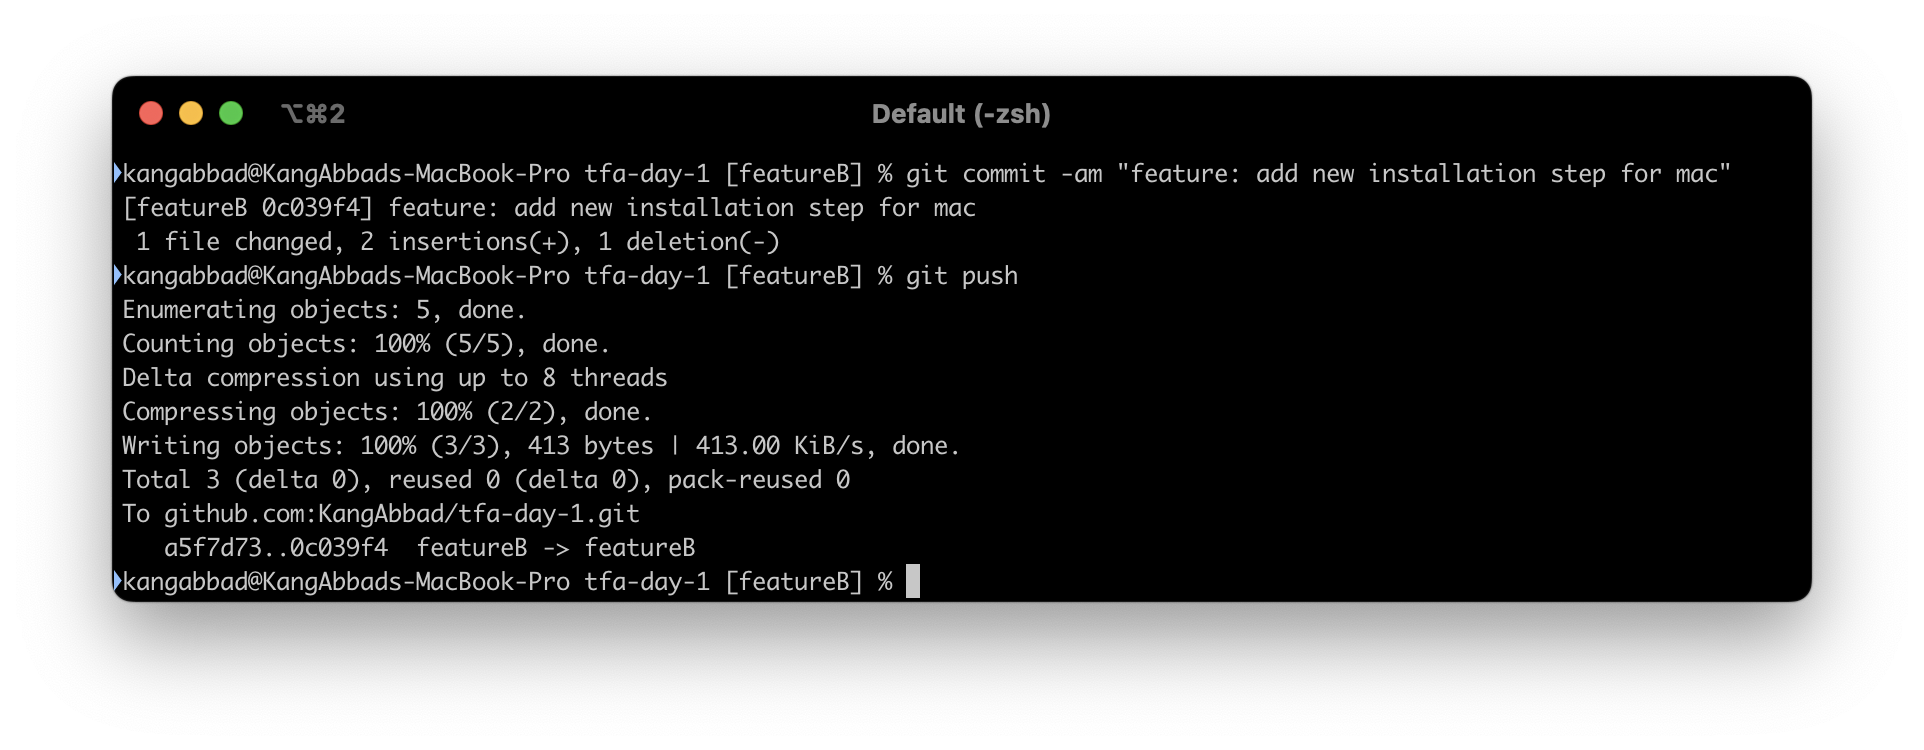 ⌥⌘2
Default (-zsh)
kangabbad@KangAbbads-MacBook-Pro tfa-day-1 [featureB] % git commit -am "feature: add new installation step for mac"
[featureB 0c039f4] feature: add new installation step for mac
 1 file changed, 2 insertions(+), 1 deletion(-)
kangabbad@KangAbbads-MacBook-Pro tfa-day-1 [featureB] % git push
Enumerating objects: 5, done.
Counting objects: 100% (5/5), done.
Delta compression using up to 8 threads
Compressing objects: 100% (2/2), done.
Writing objects: 100% (3/3), 413 bytes | 413.00 KiB/s, done.
Total 3 (delta 0), reused 0 (delta 0), pack-reused 0
To github.com:KangAbbad/tfa-day-1.git
   a5f7d73..0c039f4  featureB -> featureB
kangabbad@KangAbbads-MacBook-Pro tfa-day-1 [featureB] %